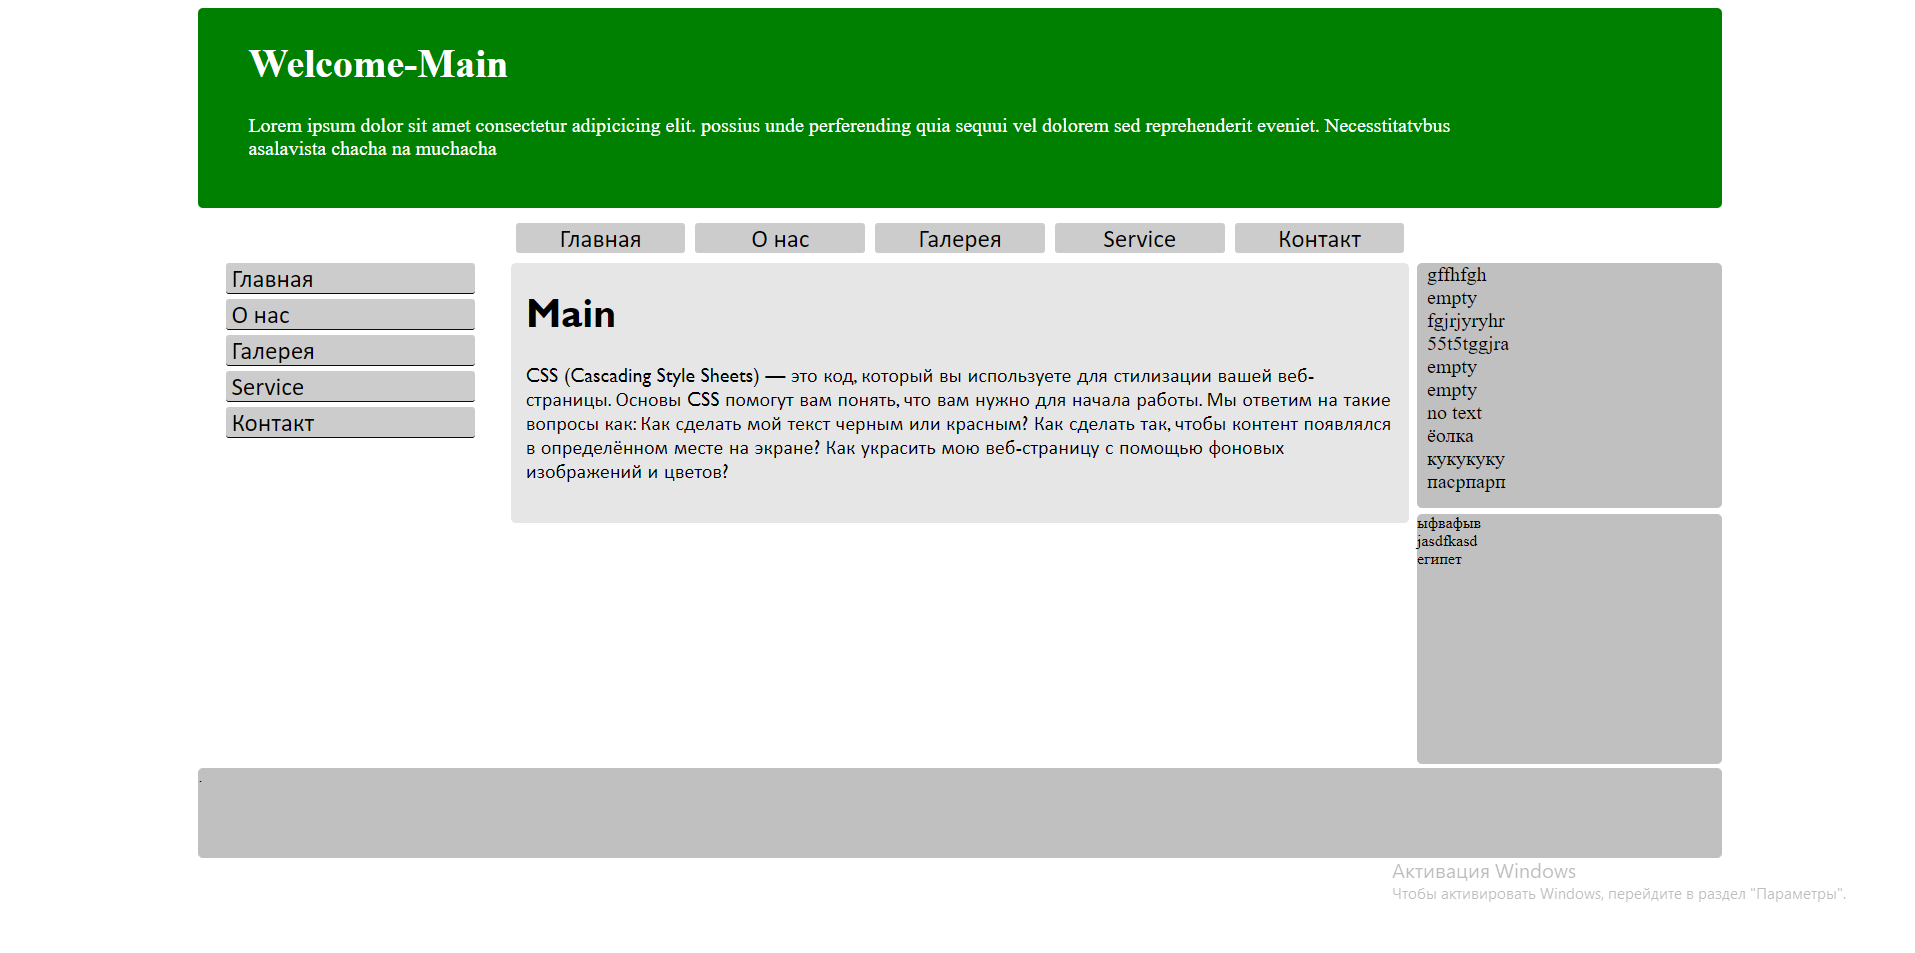 Welcome-Main
Lorem ipsum dolor sit amet consectetur adipicicing elit. possius unde perferending quia sequui vel dolorem sed reprehenderit eveniet. Necesstitatvbus
asalavista chacha na muchacha
Главная
О нас
Галерея
Service
Контакт
Главная
О нас
Галерея
Service
Контакт
Main
CSS (Cascading Style Sheets) — это код, который вы используете для стилизации вашей веб-
страницы. Основы CSS помогут вам понять, что вам нужно для начала работы. Мы ответим на такие
вопросы как: Как сделать мой текст черным или красным? Как сделать так, чтобы контент появлялся
в определённом месте на экране? Как украсить мою веб-страницу с помощью фоновых
изображений и цветов?
gffhfgh
empty
fgjrjyryhr
55t5tggjra
empty
empty
no text
ёолка
кукукуку
пасрпарп
ыфвафыв
jasdfkasd
египет
.
Активация Windows
Чтобы активировать Windows, перейдите в раздел "Параметры".